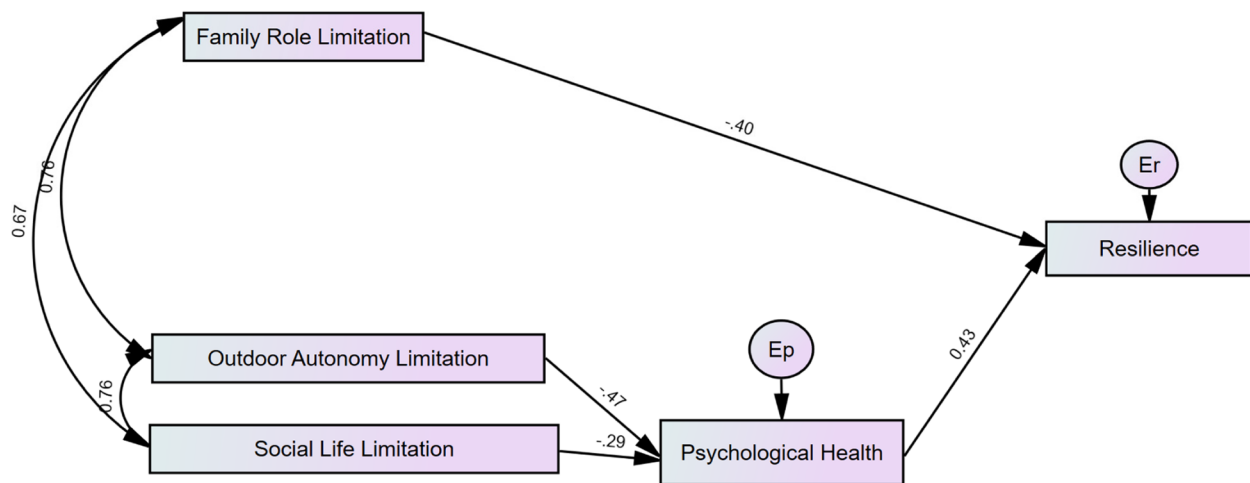 Family Role Limitation
-.40
Er
0.76
0.67
Resilience
Outdoor Autonomy Limitation
Ep
0.43
-.47
0.76
Social Life Limitation
-.29
Psychological Health